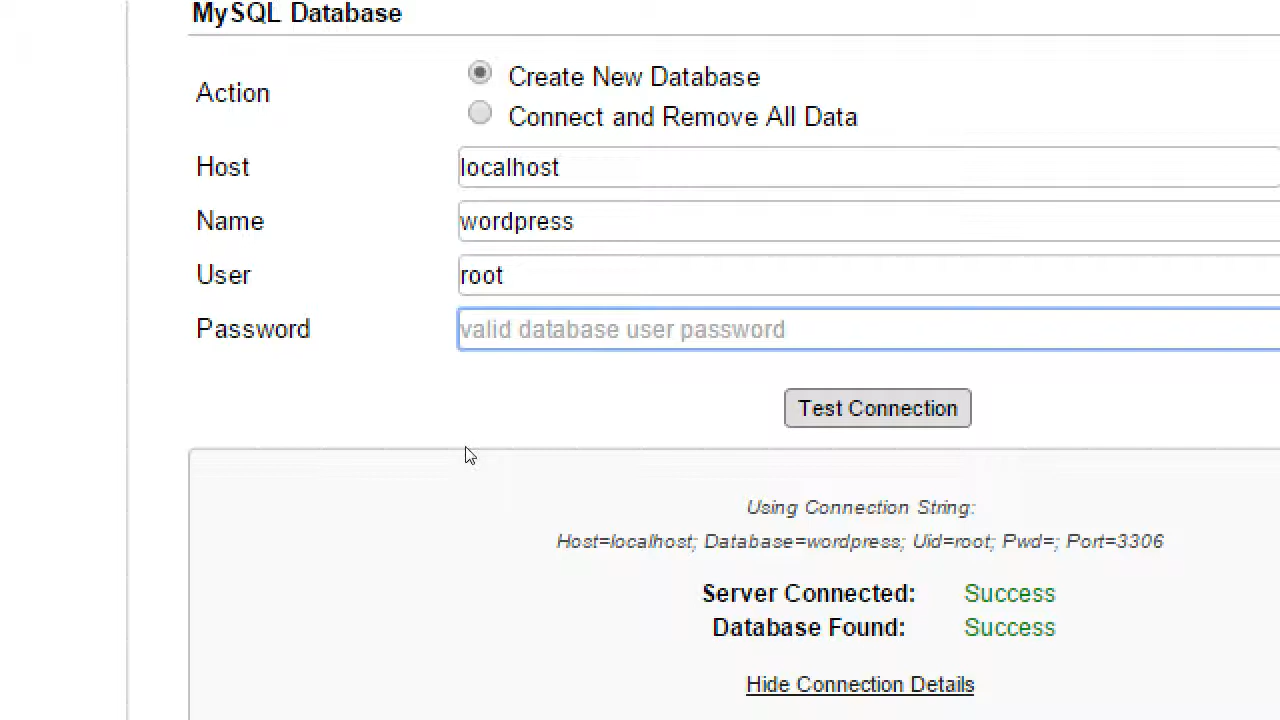 MySQL Database
Action
Create New Database
Connect and Remove All Data
Host
localhost
Name
wordpress
User
root
Password
valid database user password
Test Connection
Using Connection String:
Host=localhost; Database=wordpress; Uid=root; Pwd=; Port=3306
Server Connected: Success
Database Found: Success
Hide Connection Details